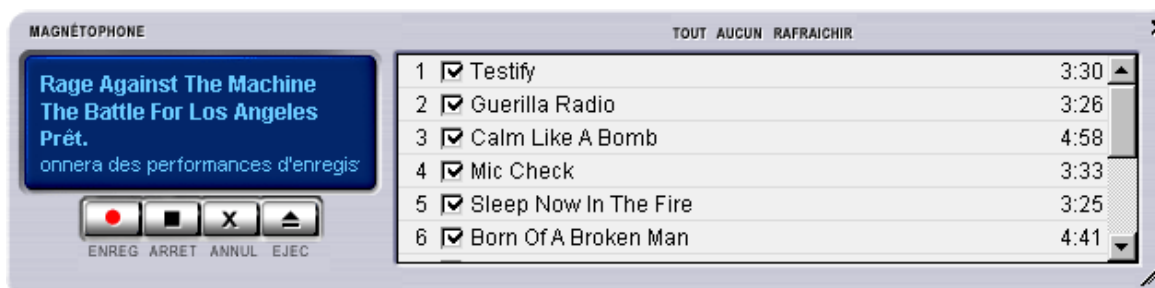 MAGNÉTOPHONE
TOUT AUCUN RAFRAICHIR
Rage Against The Machine
The Battle For Los Angeles
Prêt.
onnera des performances d'enregis
ENREG ARRET ANNUL EJEC
1 Testify 3:30
2 Guerilla Radio 3:26
3 Calm Like A Bomb 4:58
4 Mic Check 3:33
5 Sleep Now In The Fire 3:25
6 Born Of A Broken Man 4:41